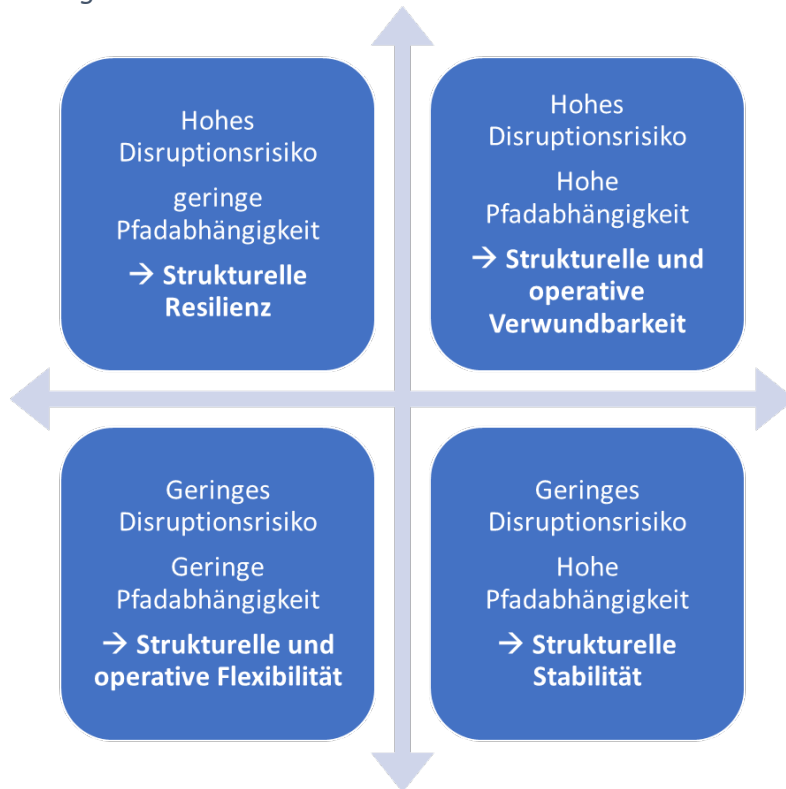 Hohes
Disruptionsrisiko
geringe
Pfadabhängigkeit
→ Strukturelle
Resilienz
Hohes
Disruptionsrisiko
Hohe
Pfadabhängigkeit
→ Strukturelle und
operative
Verwundbarkeit
Geringes
Disruptionsrisiko
Geringe
Pfadabhängigkeit
→ Strukturelle und
operative Flexibilität
Geringes
Disruptionsrisiko
Hohe
Pfadabhängigkeit
→ Strukturelle
Stabilität